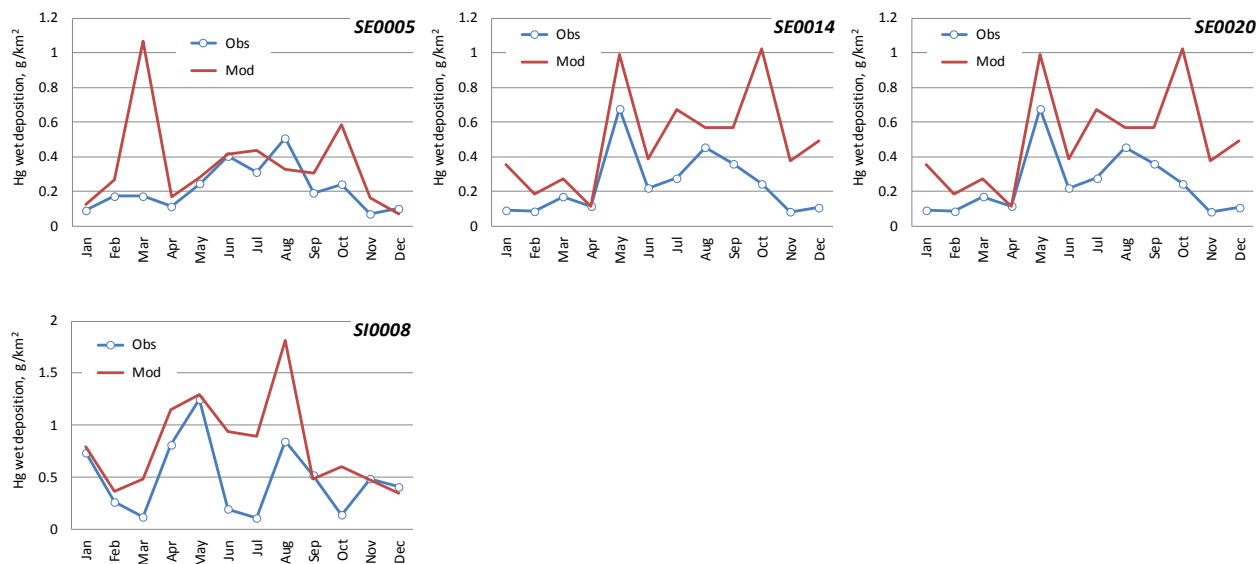 SE0005
Hg wet deposition, g/km²
1.2
1
0.8
0.6
0.4
0.2
0
Obs
Mod
Jan
Feb
Mar
Apr
May
Jun
Jul
Aug
Sep
Oct
Nov
Dec
SE0014
Hg wet deposition, g/km²
1.2
1
0.8
0.6
0.4
0.2
0
Obs
Mod
Jan
Feb
Mar
Apr
May
Jun
Jul
Aug
Sep
Oct
Nov
Dec
SE0020
Hg wet deposition, g/km²
1.2
1
0.8
0.6
0.4
0.2
0
Obs
Mod
Jan
Feb
Mar
Apr
May
Jun
Jul
Aug
Sep
Oct
Nov
Dec
SI0008
Hg wet deposition, g/km²
2
1.5
1
0.5
0
Obs
Mod
Jan
Feb
Mar
Apr
May
Jun
Jul
Aug
Sep
Oct
Nov
Dec